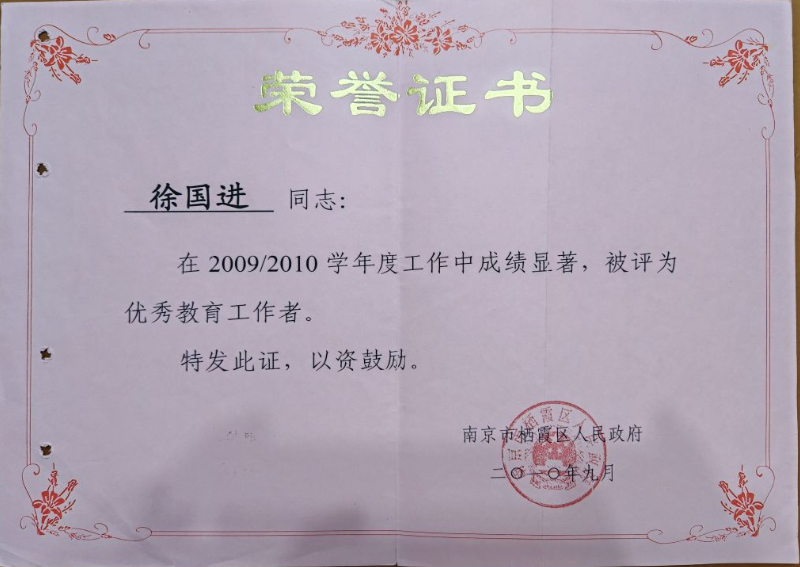 荣誉证书
徐国进 同志:
在 2009/2010 学年度工作中成绩显著，被评为
优秀教育工作者。
特发此证，以资鼓励。
南京市栖霞区人民政府
二〇一〇年九月